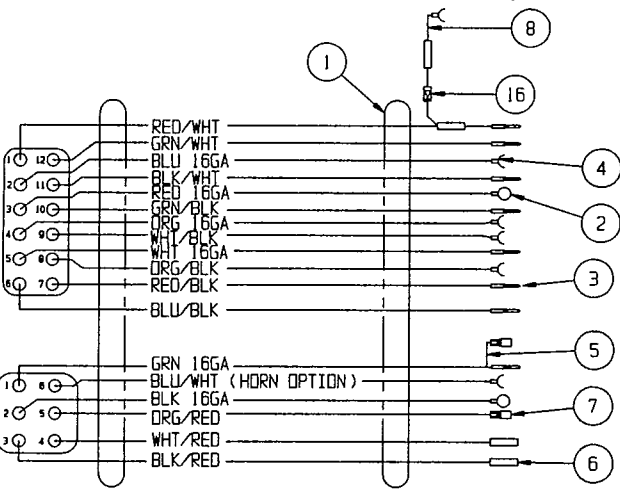 8
1
16
RED/WHT
GRN/WHT
1 12
BLU 16GA
4
BLK/WHT
2 11
RED 16GA
2
3 10
GRN/BLK
ORG 16GA
4 9
WHT/BLK
WHT 16GA
5 8
ORG/BLK
3
6 7
RED/BLK
BLU/BLK
5
GRN 16GA
1 6
BLU/WHT (HORN OPTION)
BLK 16GA
7
2 5
ORG/RED
3 4
WHT/RED
BLK/RED
6